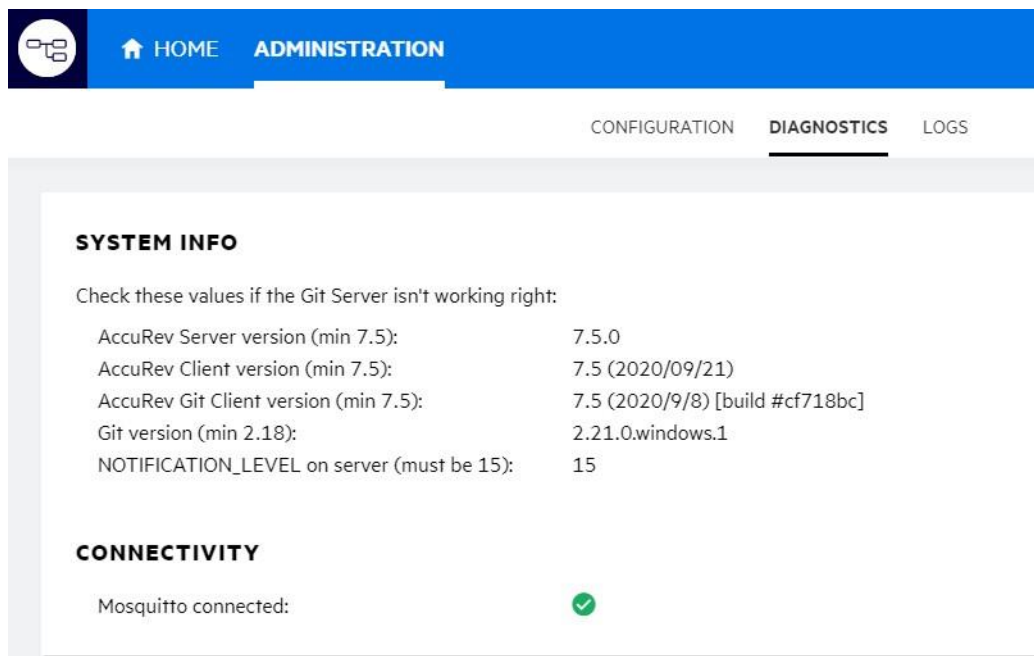 HOME ADMINISTRATION
CONFIGURATION DIAGNOSTICS LOGS
SYSTEM INFO
Check these values if the Git Server isn't working right:
AccuRev Server version (min 7.5): 7.5.0
AccuRev Client version (min 7.5): 7.5 (2020/09/21)
AccuRev Git Client version (min 7.5): 7.5 (2020/9/8) [build #cf718bc]
Git version (min 2.18): 2.21.0.windows.1
NOTIFICATION_LEVEL on server (must be 15): 15
CONNECTIVITY
Mosquitto connected: